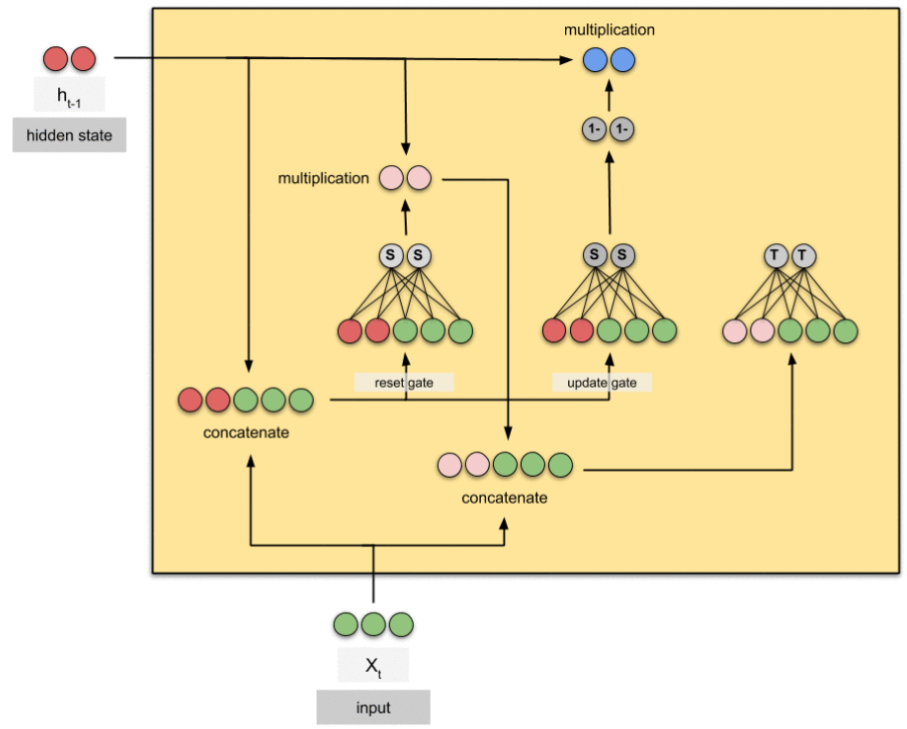 multiplication
h t-1
hidden state
1- 1-
multiplication
S S
S S
T T
reset gate
update gate
concatenate
concatenate
X t
input